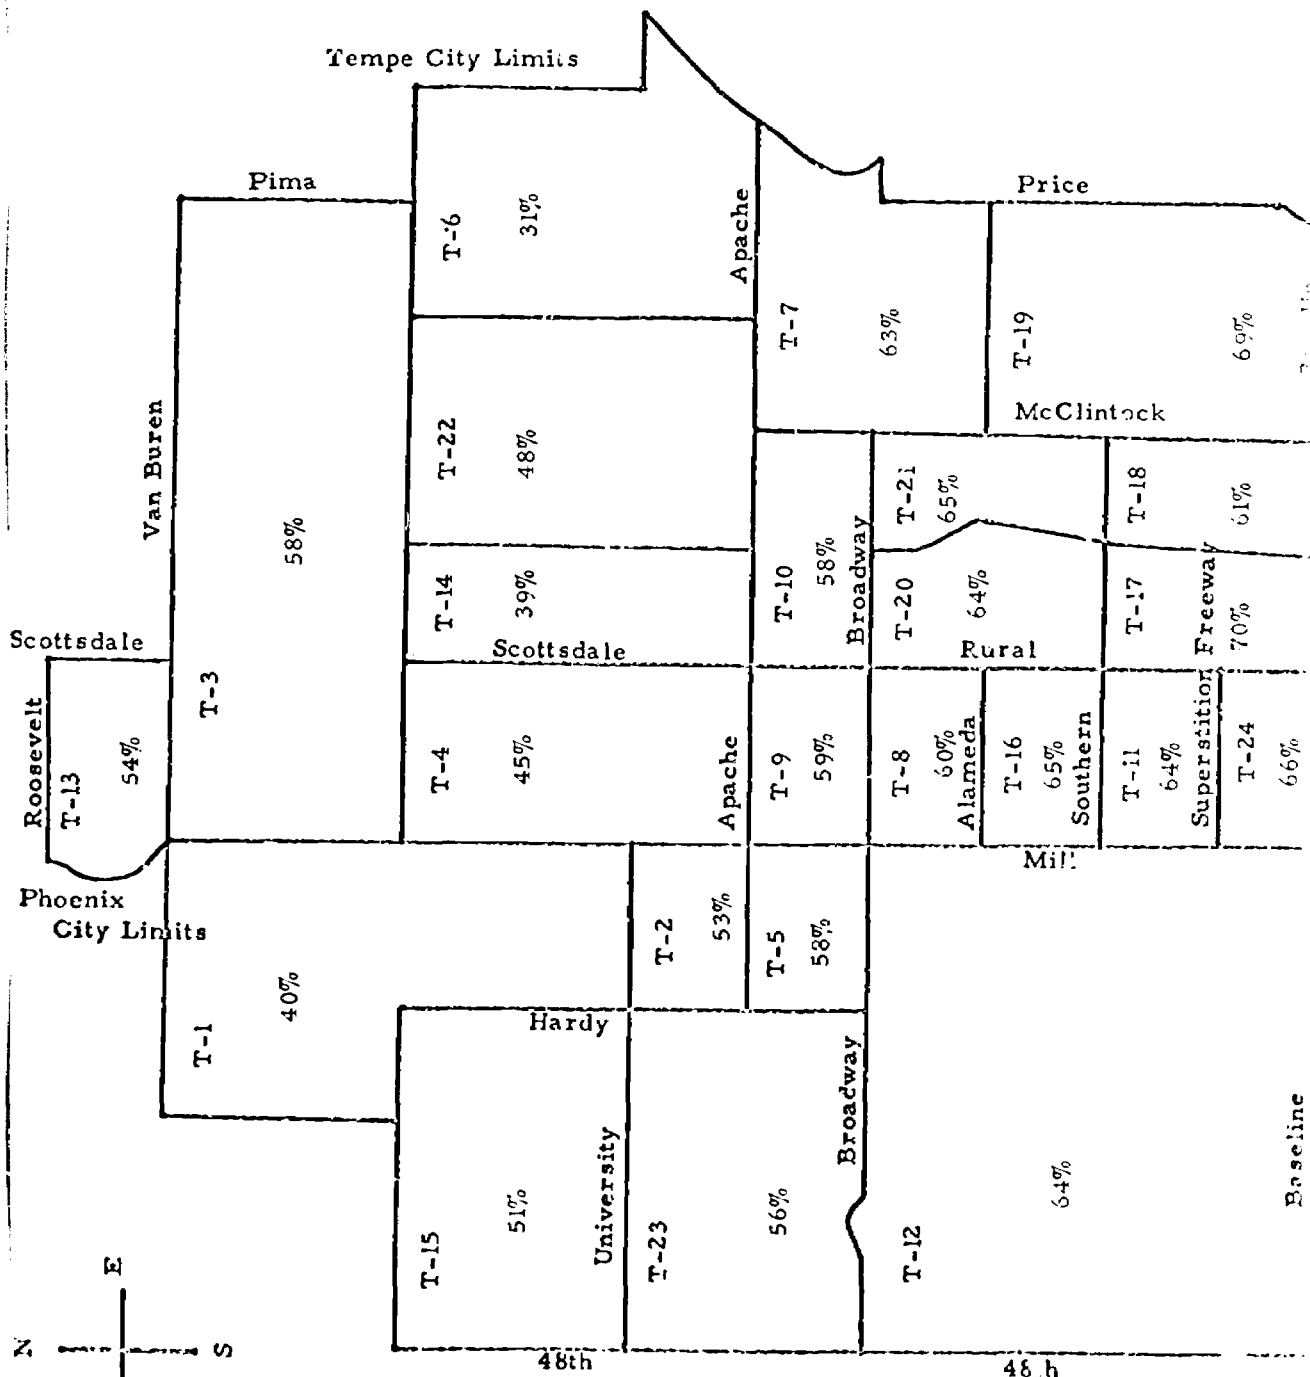 Tempe City Limits
Pima
Price
T-6
31%
Apache
T-7
63%
T-19
69%
Van Buren
McClintock
T-22
48%
58%
T-21
65%
T-18
61%
T-14
39%
T-10
58%
Broadway
T-20
64%
T-17
70%
Freeway
Scottsdale
Scottsdale
Rural
Roosevelt
T-13
54%
T-3
T-4
45%
Apache
T-9
59%
T-8
60%
Alameda
T-16
65%
Southern
T-11
64%
Superstition
T-24
66%
Mill
Phoenix
City Limits
T-2
53%
T-5
58%
T-1
40%
Hardy
T-15
51%
University
T-23
56%
Broadway
T-12
64%
Baseline
N
E
S
48th